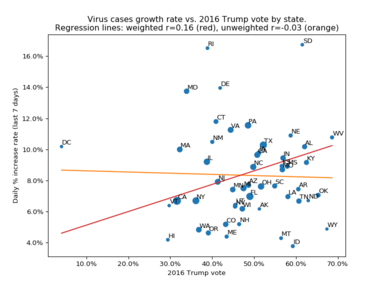 Virus cases growth rate vs. 2016 Trump vote by state.
Regression lines: weighted r=0.16 (red), unweighted r=-0.03 (orange)
Daily % increase rate (last 7 days)
16.0%
14.0%
12.0%
10.0%
8.0%
6.0%
4.0%
RI
SD
DE
MD
CT
PA
VA
NE
WV
NM
TX
AL
DC
MA
IN
IL
NC
KY
NJ
AZ
OH
SC
AR
OK
FL
LA
CA
NY
TN
ND
WI
AK
NH
CO
WA
OR
ME
HI
MT
WY
ID
10.0% 20.0% 30.0% 40.0% 50.0% 60.0% 70.0%
2016 Trump vote